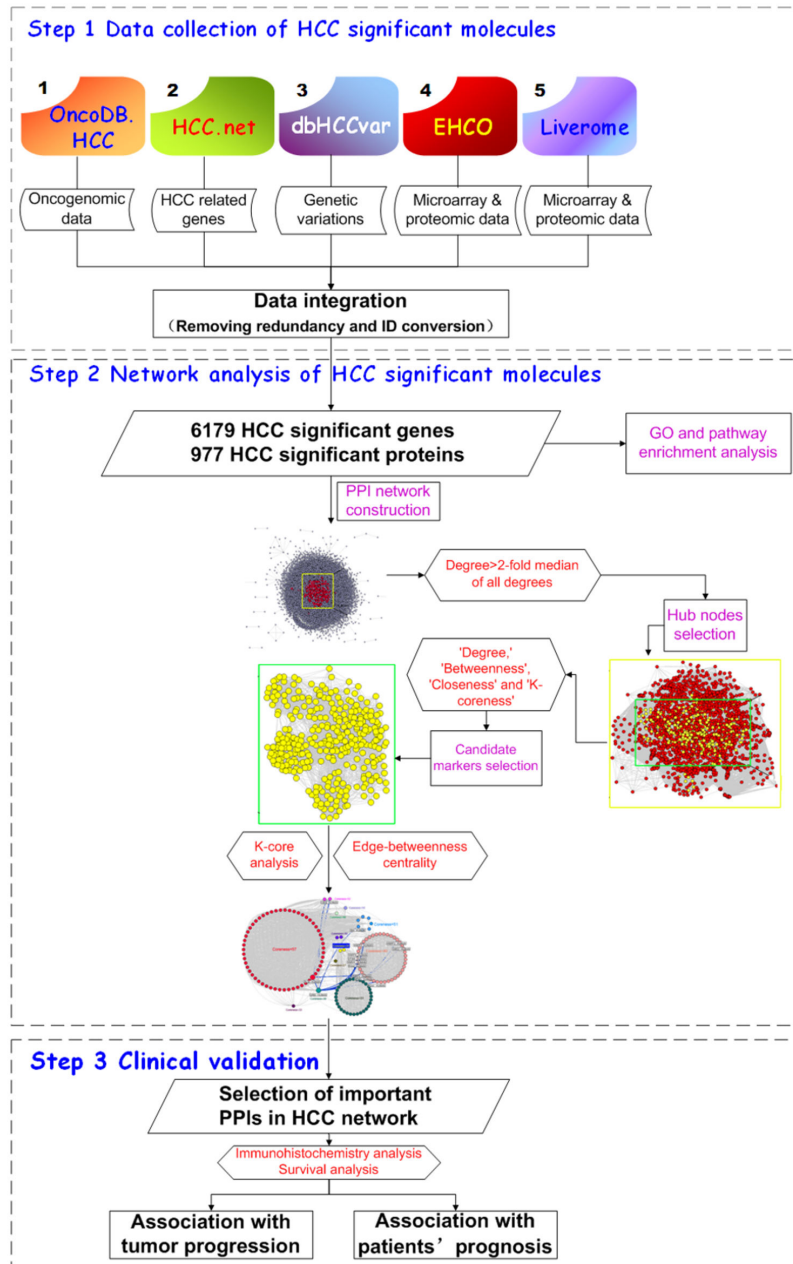 Step 1 Data collection of HCC significant molecules
1
OncoDB.
HCC
2
HCC.net
3
dbHCCvar
4
EHCO
5
Liverome
Oncogenomic
data
HCC related
genes
Genetic
variations
Microarray &
proteomic data
Microarray &
proteomic data
Data integration
(Removing redundancy and ID conversion)
Step 2 Network analysis of HCC significant molecules
6179 HCC significant genes
977 HCC significant proteins
GO and pathway
enrichment analysis
PPI network
construction
Degree>2-fold median
of all degrees
Hub nodes
selection
'Degree,'
'Betweenness',
'Closeness' and 'K-
coreness'
Candidate
markers selection
K-core
analysis
Edge-betweenness
centrality
Step 3 Clinical validation
Selection of important
PPIs in HCC network
Immunohistochemistry analysis
Survival analysis
Association with
tumor progression
Association with
patients’ prognosis